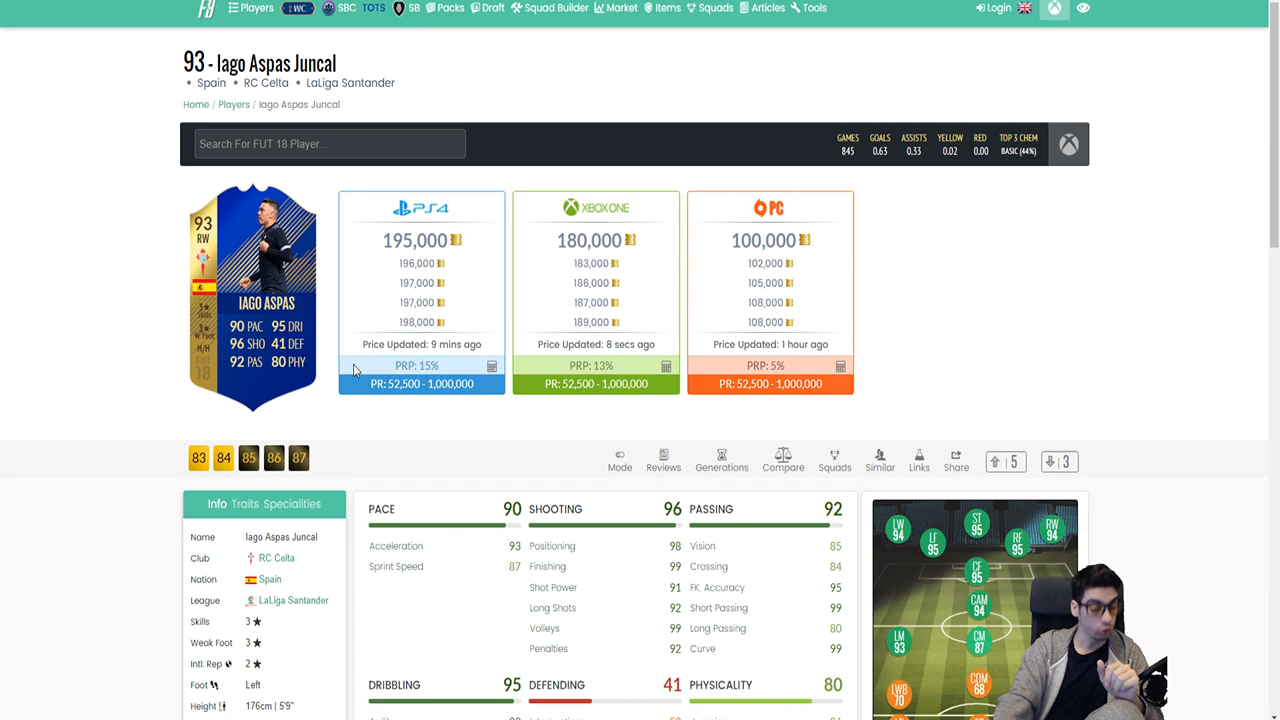 F8 Players WC SBC TOTS SB Packs Draft Squad Builder Market Items Squads Articles Tools Login
93 - Iago Aspas Juncal
• Spain • RC Celta • LaLiga Santander
Home / Players / Iago Aspas Juncal
Search For FUT 18 Player...
GAMES GOALS ASSISTS YELLOW RED TOP 3 CHEM
845 0.63 0.33 0.02 0.00 BASIC (44%)
93
RW
5★
Skills
3★
W.Foot
H/H
FUT
18
IAGO ASPAS
90 PAC 95 DRI
96 SHO 41 DEF
92 PAS 80 PHY
PS4
195,000
196,000
197,000
197,000
198,000
Price Updated: 9 mins ago
PRP: 15%
PR: 52,500 - 1,000,000
XBOX ONE
180,000
183,000
186,000
187,000
189,000
Price Updated: 8 secs ago
PRP: 13%
PR: 52,500 - 1,000,000
PC
100,000
102,000
105,000
108,000
108,000
Price Updated: 1 hour ago
PRP: 5%
PR: 52,500 - 1,000,000
83 84 85 86 87
Mode Reviews Generations Compare Squads Similar Links Share 5 3
Info Traits Specialities
Name Iago Aspas Juncal
Club RC Celta
Nation Spain
League LaLiga Santander
Skills 3★
Weak Foot 3★
Intl. Rep 2★
Foot Left
Height 176cm | 5'9"
PACE 90
Acceleration 93
Sprint Speed 87
SHOOTING 96
Positioning 98
Finishing 99
Shot Power 91
Long Shots 92
Volleys 99
Penalties 92
PASSING 92
Vision 85
Crossing 84
FK. Accuracy 95
Short Passing 99
Long Passing 80
Curve 99
DRIBBLING 95
DEFENDING 41
PHYSICALITY 80
LW 94
LF 95
ST 95
RF 95
RW 94
CF 95
CAM 94
LM 93
CM 87
LWB 70
CDM 68